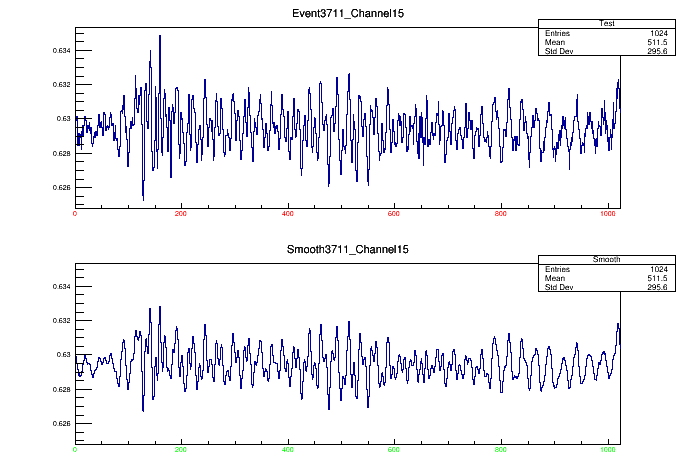 Event3711_Channel15
Test
Entries 1024
Mean 511.5
Std Dev 295.6
0.634
0.632
0.63
0.628
0.626
0 200 400 600 800 1000
Smooth3711_Channel15
Smooth
Entries 1024
Mean 511.5
Std Dev 295.6
0.634
0.632
0.63
0.628
0.626
0 200 400 600 800 1000